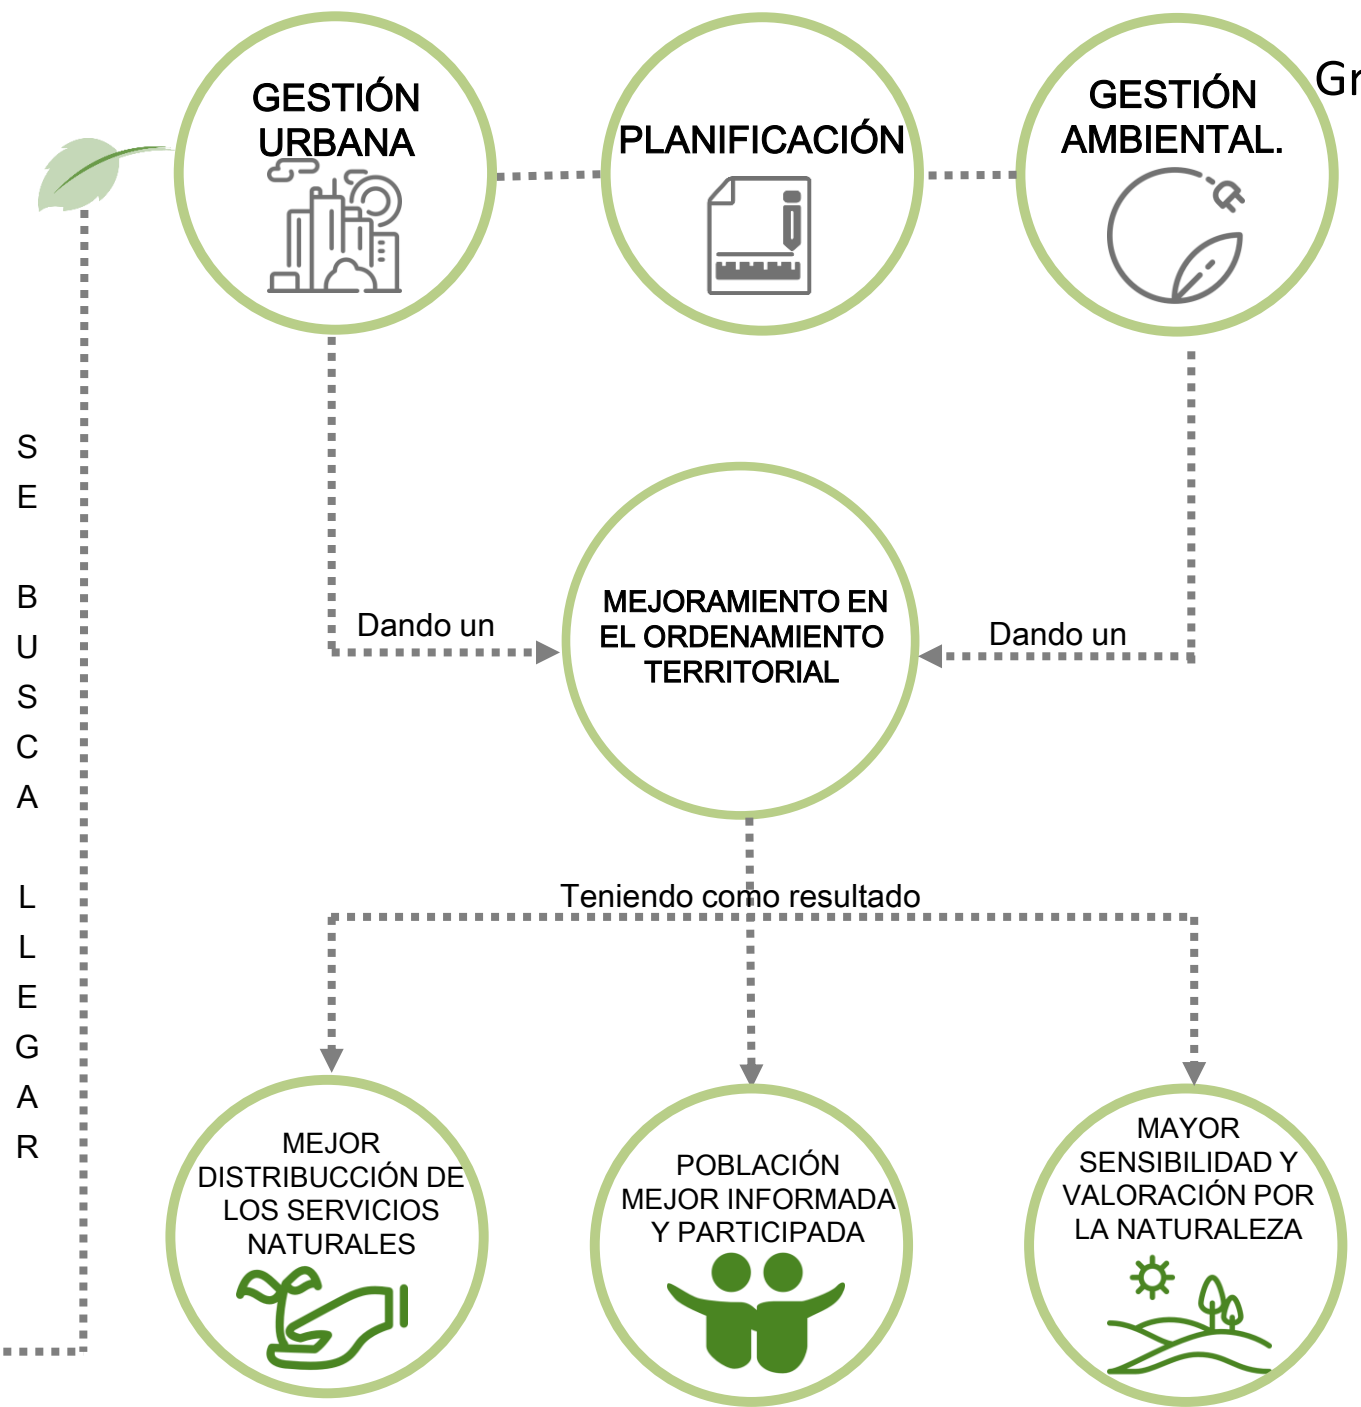 GESTIÓN
URBANA
PLANIFICACIÓN
GESTIÓN
AMBIENTAL.
Gr
S
E
B
U
S
C
A
L
L
E
G
A
R
Dando un
MEJORAMIENTO EN
EL ORDENAMIENTO
TERRITORIAL
Dando un
Teniendo como resultado
MEJOR
DISTRIBUCCIÓN DE
LOS SERVICIOS
NATURALES
POBLACIÓN
MEJOR INFORMADA
Y PARTICIPADA
MAYOR
SENSIBILIDAD Y
VALORACIÓN POR
LA NATURALEZA